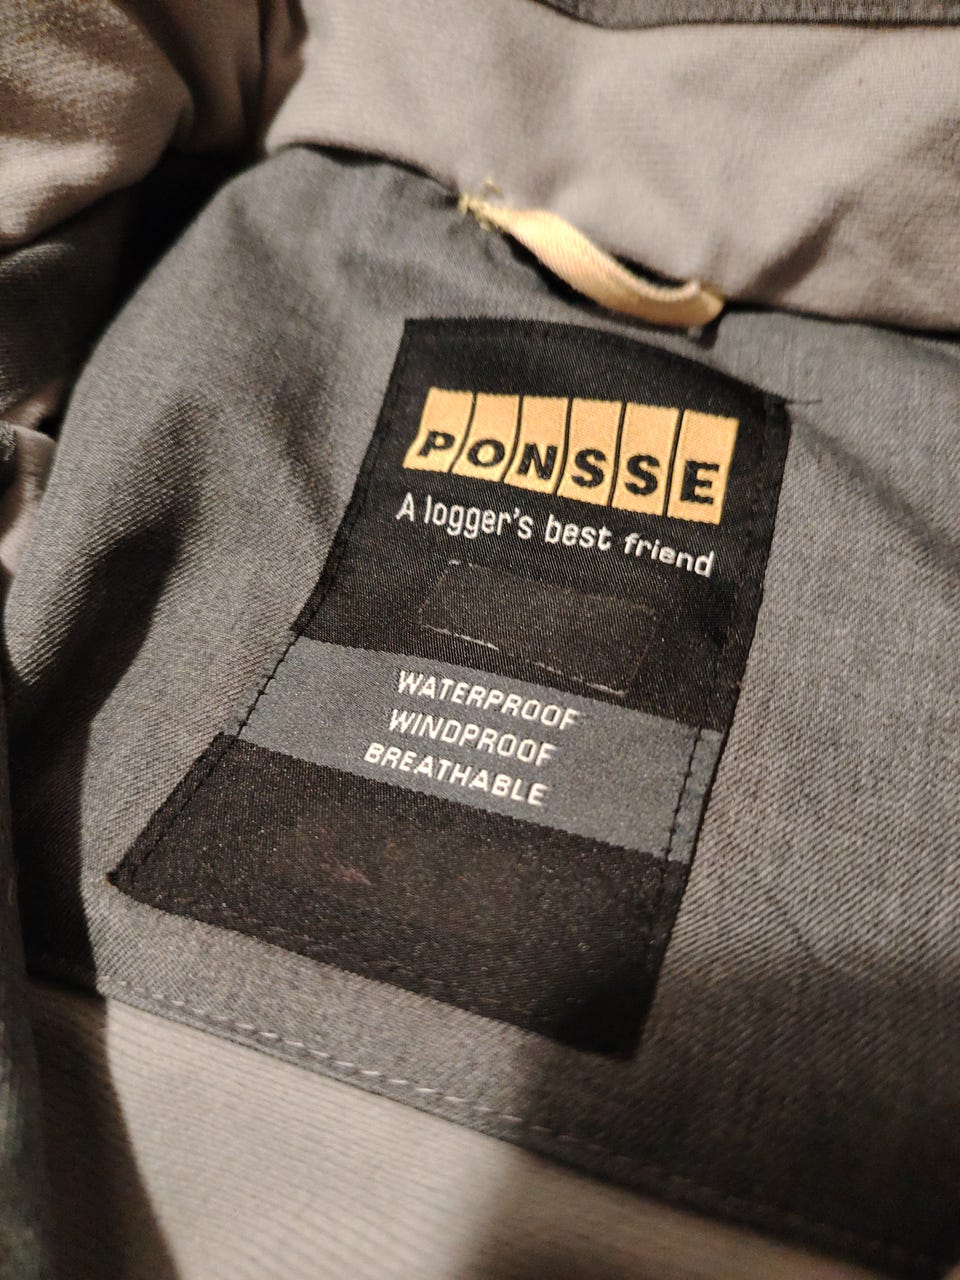 PONSSE
A logger's best friend
WATERPROOF
WINDPROOF
BREATHABLE